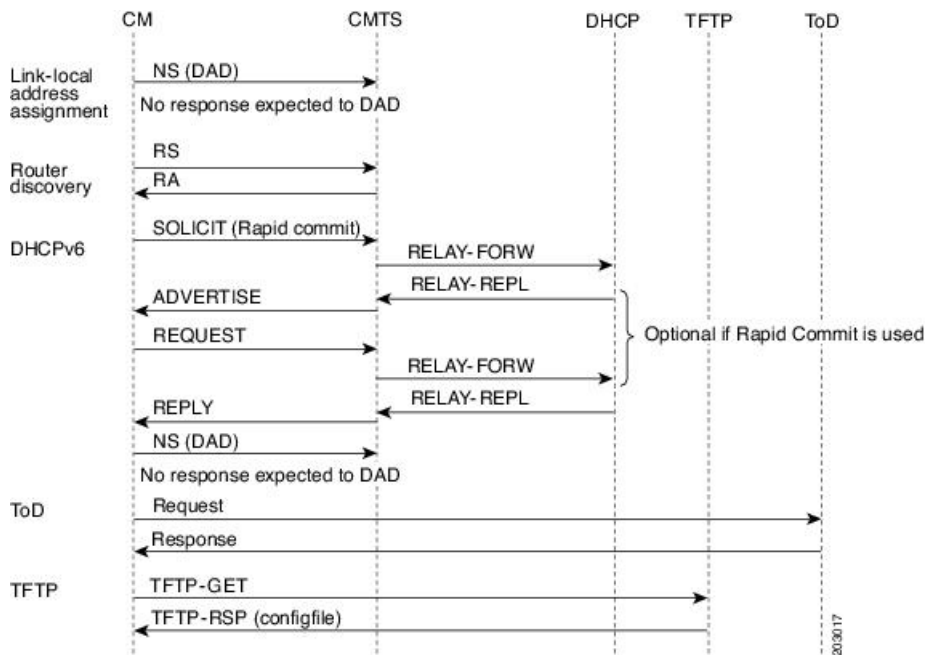 CM CMTS DHCP TFTP ToD
Link-local
address
assignment
NS (DAD)
No response expected to DAD
Router
discovery
RS
RA
DHCPv6
SOLICIT (Rapid commit)
RELAY-FORW
RELAY-REPL
ADVERTISE
REQUEST
Optional if Rapid Commit is used
RELAY-FORW
RELAY-REPL
REPLY
NS (DAD)
No response expected to DAD
ToD
Request
Response
TFTP
TFTP-GET
TFTP-RSP (configfile)
203017